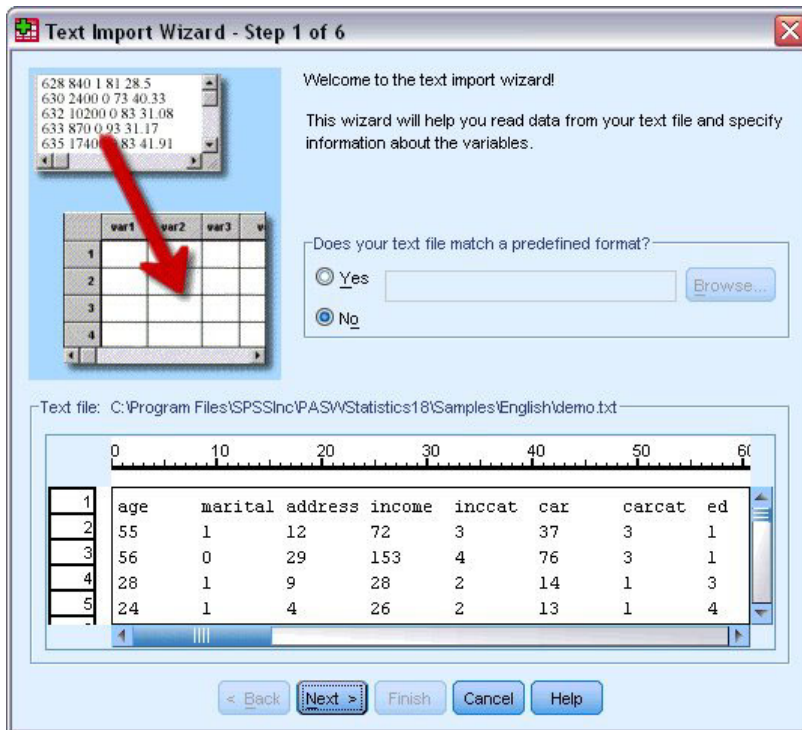 Text Import Wizard - Step 1 of 6
628 840 1 81 28.5
630 2400 0 73 40.33
632 10200 0 83 31.08
633 870 0 93 31.17
635 1740 83 41.91
var1 var2 var3 v
1
2
3
4
Welcome to the text import wizard!
This wizard will help you read data from your text file and specify
information about the variables.
Does your text file match a predefined format?
Yes
Browse...
No
Text file: C:\Program Files\SPSSInc\PASWStatistics18\Samples\English\demo.txt
0 10 20 30 40 50 60
1 age marital address income inccat car carcat ed
2 55 1 12 72 3 37 3 1
3 56 0 29 153 4 76 3 1
4 28 1 9 28 2 14 1 3
5 24 1 4 26 2 13 1 4
< Back Next > Finish Cancel Help